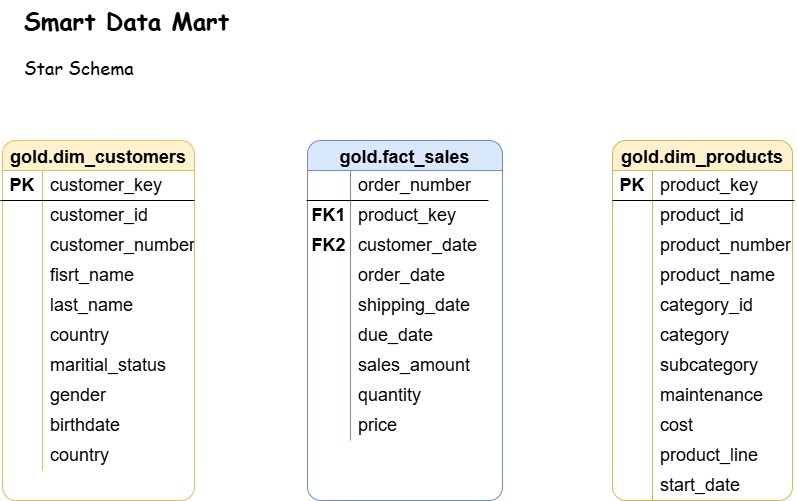 Smart Data Mart
Star Schema
gold.dim_customers
PK customer_key
customer_id
customer_number
fisrt_name
last_name
country
maritial_status
gender
birthdate
country
gold.fact_sales
order_number
FK1 product_key
FK2 customer_date
order_date
shipping_date
due_date
sales_amount
quantity
price
gold.dim_products
PK product_key
product_id
product_number
product_name
category_id
category
subcategory
maintenance
cost
product_line
start_date